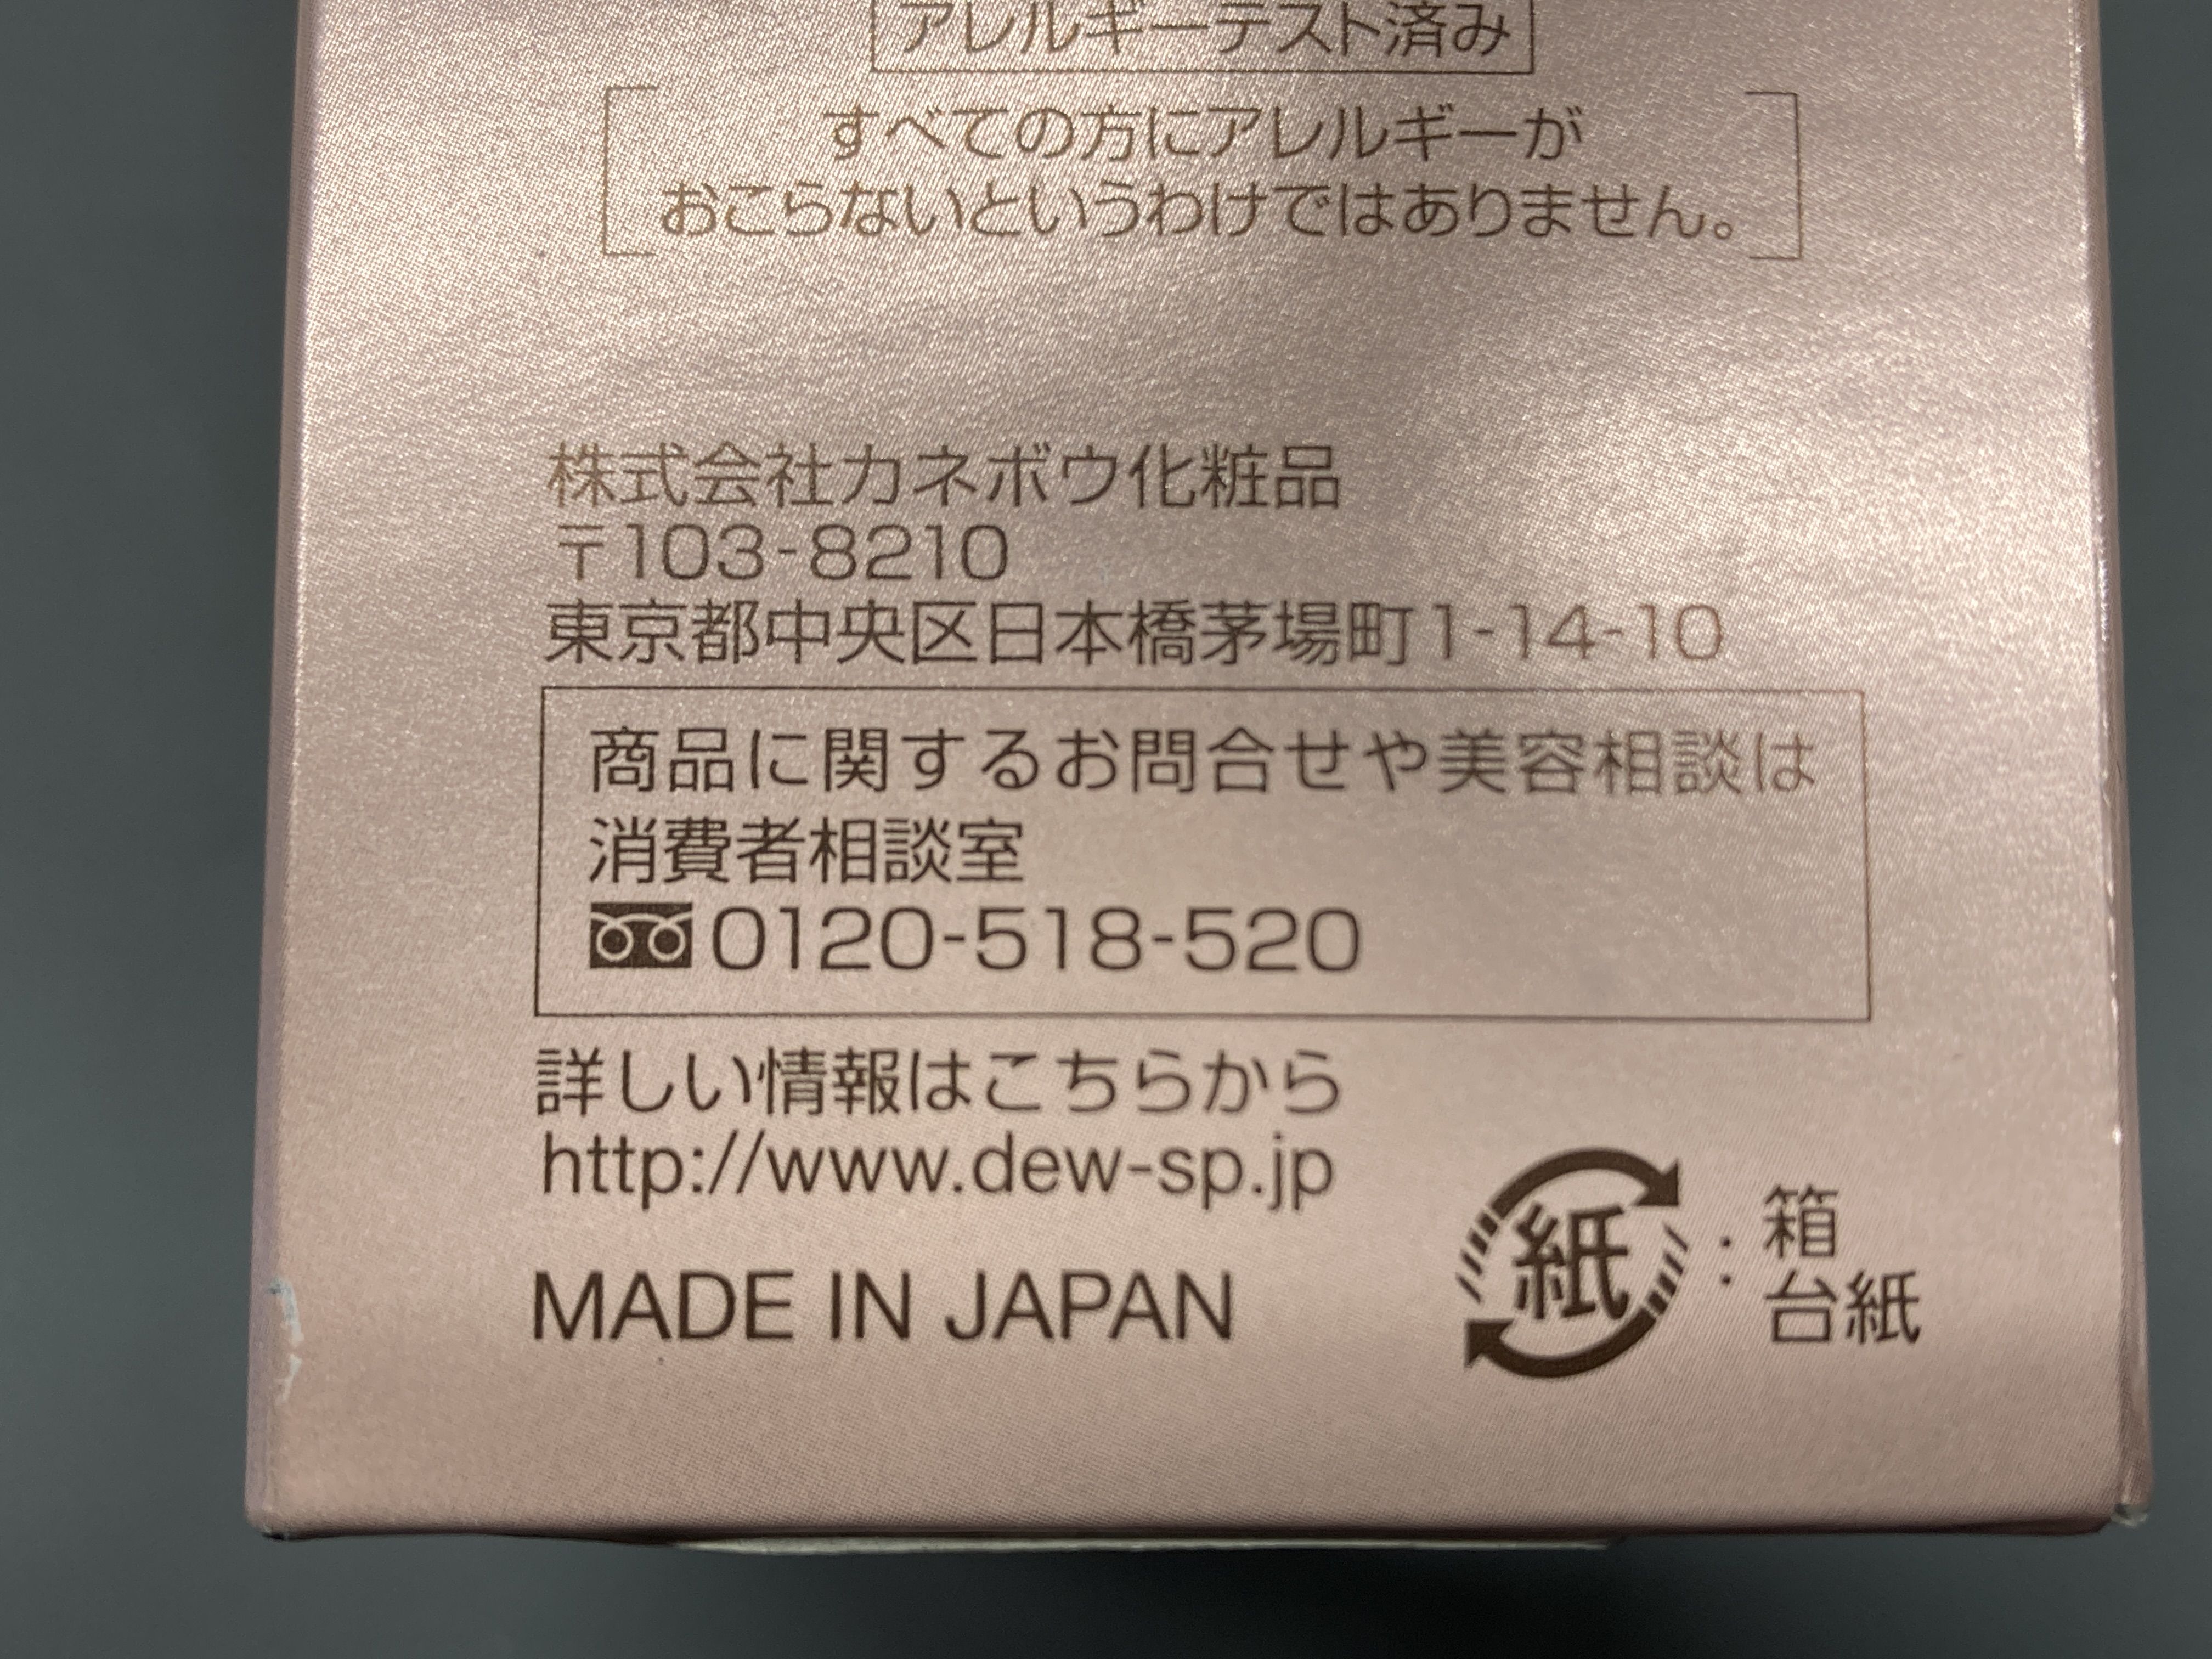 アレルギーテスト済み
すべての方にアレルギーが
おこらないというわけではありません。
株式会社カネボウ化粧品
〒103-8210
東京都中央区日本橋茅場町1-14-10
商品に関するお問合せや美容相談は
消費者相談室
0120-518-520
詳しい情報はこちらから
http://www.dew-sp.jp
MADE IN JAPAN
紙 : 箱
: 台紙